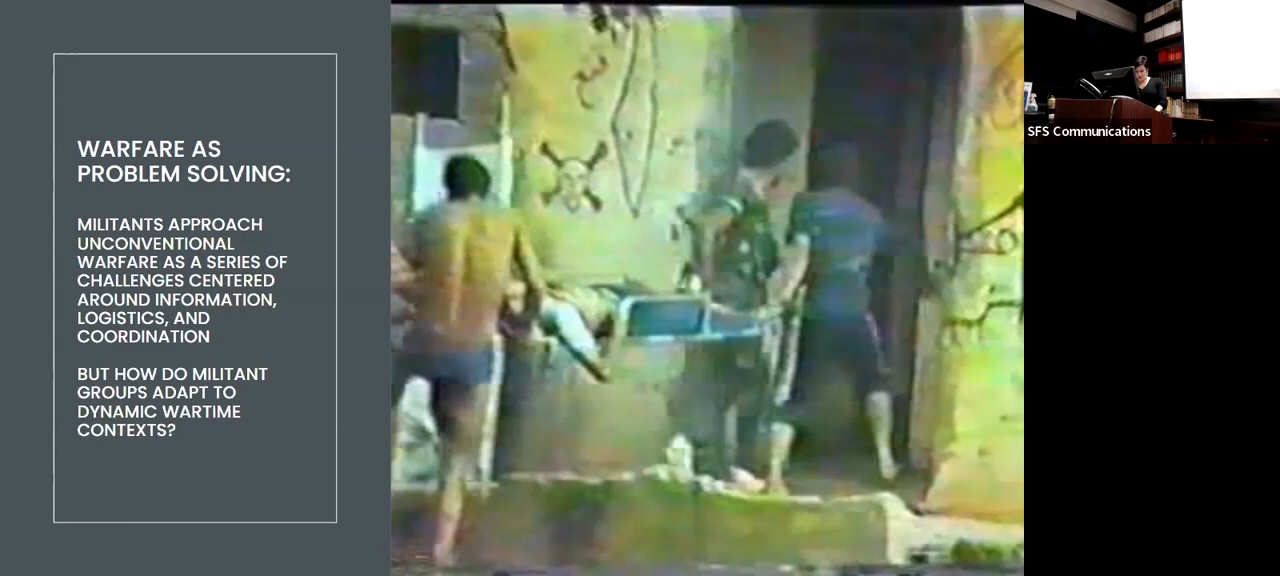 WARFARE AS
PROBLEM SOLVING:
MILITANTS APPROACH
UNCONVENTIONAL
WARFARE AS A SERIES OF
CHALLENGES CENTERED
AROUND INFORMATION,
LOGISTICS, AND
COORDINATION
BUT HOW DO MILITANT
GROUPS ADAPT TO
DYNAMIC WARTIME
CONTEXTS?
SFS Communications